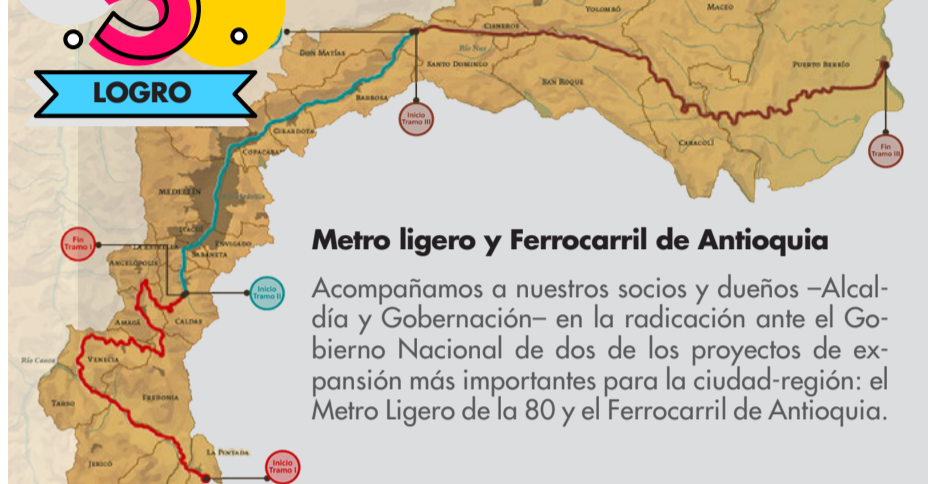 3
LOGRO
YOLOMBÓ
MACEO
CISNEROS
Río Nus
DON MATÍAS
SANTO DOMINGO
PUERTO BERRÍO
SAN ROQUE
BARBOSA
Inicio
Tramo III
GIRARDOTA
CARACOLÍ
Fin
Tramo III
COPACABANA
MEDELLÍN
ITAGÜÍ
ENVIGADO
Fin
Tramo I
LA ESTRELLA
SABANETA
ANGELÓPOLIS
Inicio
Tramo II
AMAGÁ
CALDAS
Río Cauca
VENECIA
TARSO
FREDONIA
LA PINTADA
JERICÓ
Inicio
Tramo I
Metro ligero y Ferrocarril de Antioquia
Acompañamos a nuestros socios y dueños –Alcal-
día y Gobernación– en la radicación ante el Go-
bierno Nacional de dos de los proyectos de ex-
pansión más importantes para la ciudad-región: el
Metro Ligero de la 80 y el Ferrocarril de Antioquia.